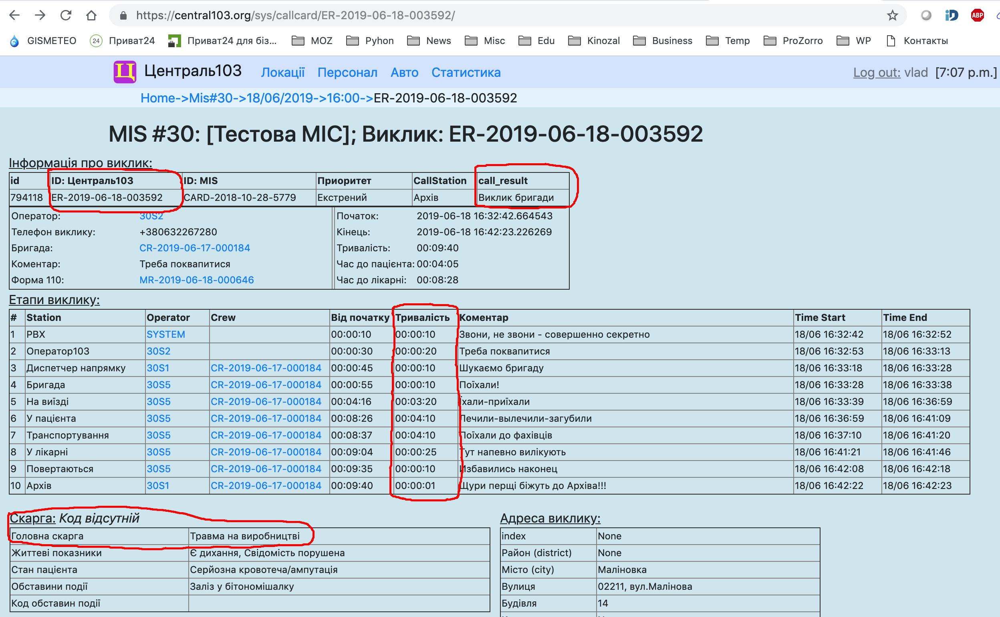 https://central103.org/sys/callcard/ER-2019-06-18-003592/
ABP
GISMETEO 24 Приват24 Приват24 для біз... MOZ Pyhon News Misc Edu Kinozal Business Temp ProZorro WP Контакты
Ц Централь103 Локації Персонал Авто Статистика Log out: vlad [7:07 p.m.]
Home->Mis#30->18/06/2019->16:00->ER-2019-06-18-003592
MIS #30: [Тестова МІС]; Виклик: ER-2019-06-18-003592
Інформація про виклик:
id ID: Централь103 ID: MIS Приоритет CallStation call_result
794118 ER-2019-06-18-003592 CARD-2018-10-28-5779 Екстрений Архів Виклик бригади
Оператор: 30S2 Початок: 2019-06-18 16:32:42.664543
Телефон виклику: +380632267280 Кінець: 2019-06-18 16:42:23.226269
Бригада: CR-2019-06-17-000184 Тривалість: 00:09:40
Коментар: Треба поквапитися Час до пацієнта: 00:04:05
Форма 110: MR-2019-06-18-000646 Час до лікарні: 00:08:28
Етапи виклику:
# Station Operator Crew Від початку Тривалість Коментар Time Start Time End
1 PBX SYSTEM 00:00:10 00:00:10 Звони, не звони - совершенно секретно 18/06 16:32:42 18/06 16:32:52
2 Оператор103 30S2 00:00:30 00:00:20 Треба поквапитися 18/06 16:32:53 18/06 16:33:13
3 Диспетчер напрямку 30S1 CR-2019-06-17-000184 00:00:45 00:00:10 Шукаємо бригаду 18/06 16:33:18 18/06 16:33:28
4 Бригада 30S5 CR-2019-06-17-000184 00:00:55 00:00:10 Поїхали! 18/06 16:33:28 18/06 16:33:38
5 На виїзді 30S5 CR-2019-06-17-000184 00:04:16 00:03:20 Їхали-приїхали 18/06 16:33:39 18/06 16:36:59
6 У пацієнта 30S5 CR-2019-06-17-000184 00:08:26 00:04:10 Лечили-вылечили-загубили 18/06 16:36:59 18/06 16:41:09
7 Транспортування 30S5 CR-2019-06-17-000184 00:08:37 00:04:10 Поїхали до фахівців 18/06 16:37:10 18/06 16:41:20
8 У лікарні 30S5 CR-2019-06-17-000184 00:09:04 00:00:25 Тут напевно вилікують 18/06 16:41:21 18/06 16:41:46
9 Повертаються 30S5 CR-2019-06-17-000184 00:09:35 00:00:10 Избавились наконец 18/06 16:42:08 18/06 16:42:18
10 Архів 30S1 CR-2019-06-17-000184 00:09:40 00:00:01 Щури перщі біжуть до Архіва!!! 18/06 16:42:22 18/06 16:42:23
Скарга: Код відсутній
Головна скарга Травма на виробництві
Життеві показники Є дихання, Свідомість порушена
Стан пацієнта Серйозна кровотеча/ампутація
Обставини події Заліз у бітономішалку
Код обставин події
Адреса виклику:
index None
Район (district) None
Місто (city) Маліновка
Вулиця 02211, вул.Малінова
Будівля 14